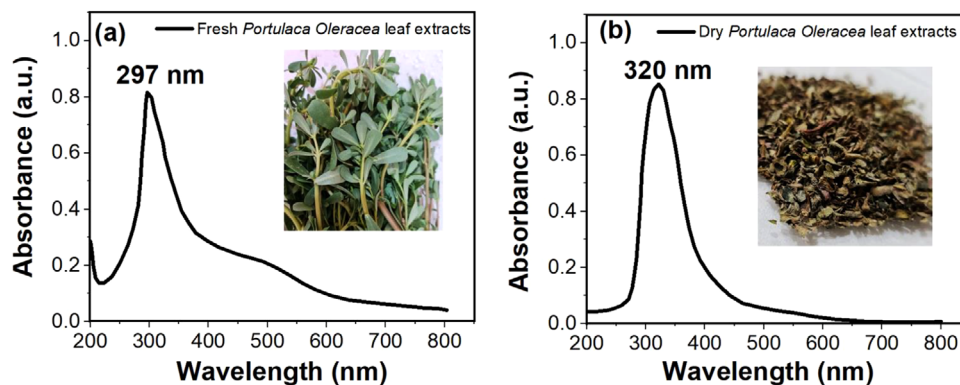 (a)
Fresh Portulaca Oleracea leaf extracts
297 nm
1.0
0.8
0.6
0.4
0.2
0.0
Absorbance (a.u.)
200 300 400 500 600 700 800
Wavelength (nm)
(b)
Dry Portulaca Oleracea leaf extracts
320 nm
1.0
0.8
0.6
0.4
0.2
0.0
Absorbance (a.u.)
200 300 400 500 600 700 800
Wavelength (nm)